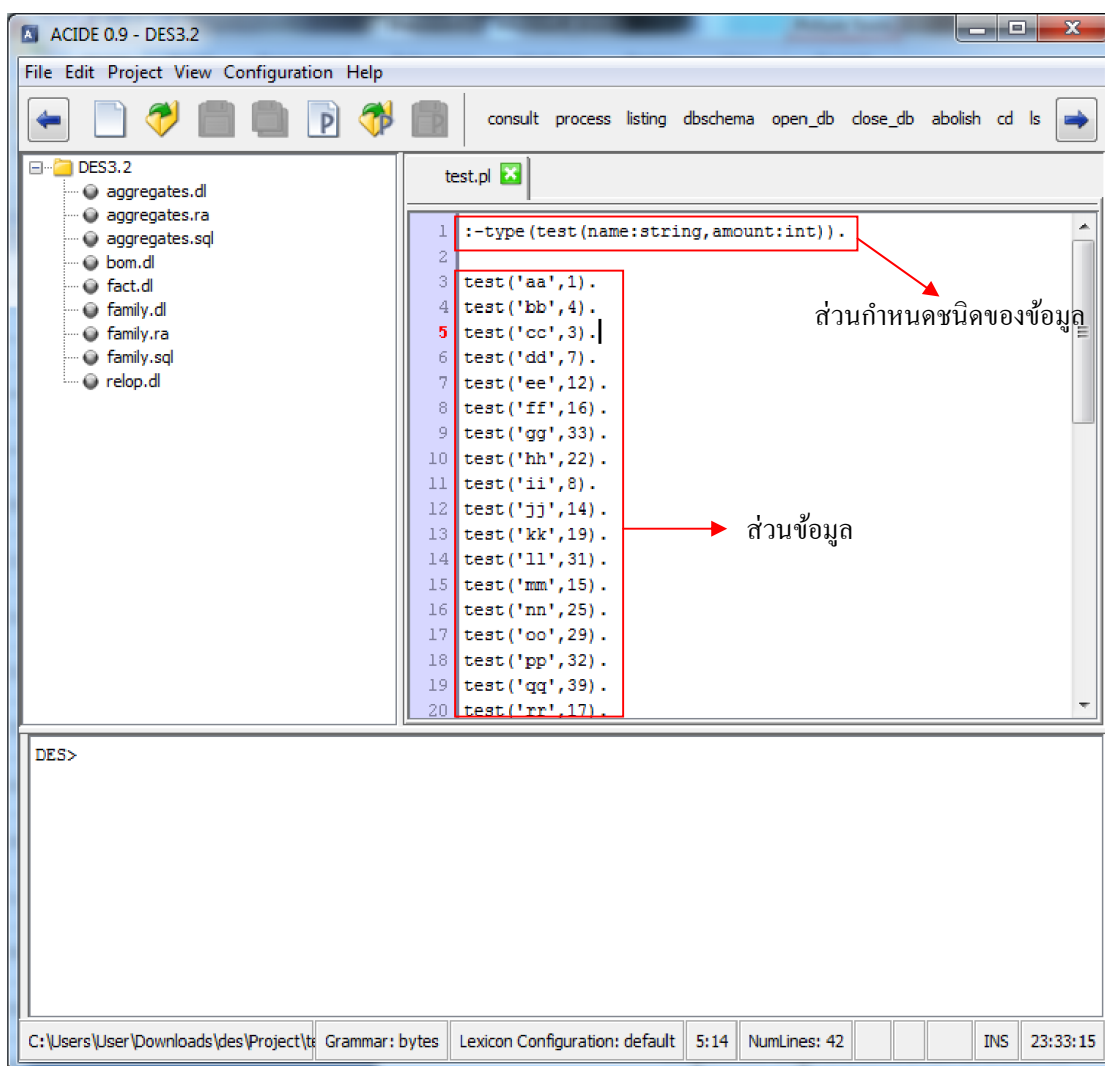 ACIDE 0.9 - DES3.2
File Edit Project View Configuration Help
consult process listing dbschema open_db close_db abolish cd ls
DES3.2
aggregates.dl
aggregates.ra
aggregates.sql
bom.dl
fact.dl
family.dl
family.ra
family.sql
relop.dl
test.pl
1 :-type(test(name:string,amount:int)).
2
3 test('aa',1).
4 test('bb',4).
5 test('cc',3).
6 test('dd',7).
7 test('ee',12).
8 test('ff',16).
9 test('gg',33).
10 test('hh',22).
11 test('ii',8).
12 test('jj',14).
13 test('kk',19).
14 test('ll',31).
15 test('mm',15).
16 test('nn',25).
17 test('oo',29).
18 test('pp',32).
19 test('qq',39).
20 test('rr',17).
ส่วนกำหนดชนิดของข้อมูล
ส่วนข้อมูล
DES>
C:\Users\User\Downloads\des\Project\te Grammar: bytes Lexicon Configuration: default 5:14 NumLines: 42 INS 23:33:15